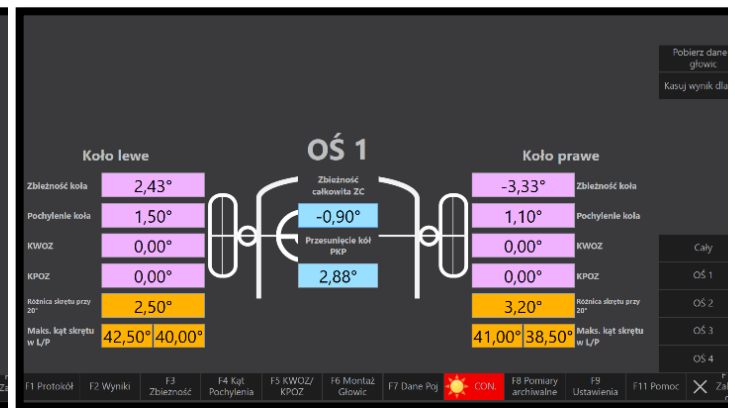 Pobierz dane
głowic
Kasuj wynik dla
OŚ 1
Koło lewe
Koło prawe
Zbieżność koła 2,43°
Zbieżność
całkowita ZC
-3,33° Zbieżność koła
Pochylenie koła 1,50° -0,90° 1,10° Pochylenie koła
KWOZ 0,00°
Przesunięcie kół
PKP
0,00° KWOZ
Cały
KPOZ 0,00° 2,88° 0,00° KPOZ
OŚ 1
Różnica skrętu przy
20°
2,50° 3,20°
Różnica skrętu przy
20°
OŚ 2
Maks. kąt skrętu
w L/P
42,50° 40,00° 41,00° 38,50°
Maks. kąt skrętu
w L/P
OŚ 3
OŚ 4
F1 Protokół
F2 Wyniki
F3
Zbieżność
F4 Kąt
Pochylenia
F5 KWOZ/
KPOZ
F6 Montaż
Głowic
F7 Dane Poj
CON.
F8 Pomiary
archiwalne
F9
Ustawienia
F11 Pomoc